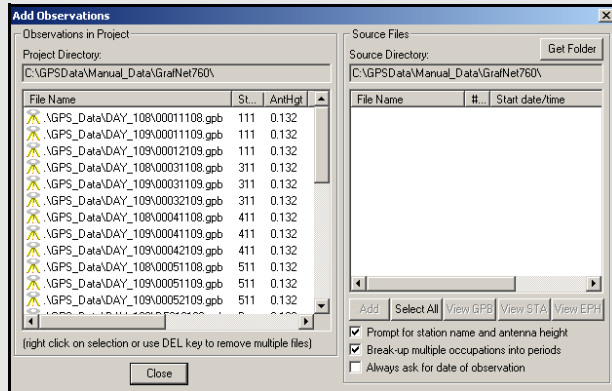 Add Observations
Observations in Project
Project Directory:
C:\GPSData\Manual_Data\GrafNet760\
File Name St... AntHgt
.\GPS_Data\DAY_108\00011108.gpb 111 0.132
.\GPS_Data\DAY_109\00011109.gpb 111 0.132
.\GPS_Data\DAY_109\00012109.gpb 111 0.132
.\GPS_Data\DAY_108\00031108.gpb 311 0.132
.\GPS_Data\DAY_109\00031109.gpb 311 0.132
.\GPS_Data\DAY_109\00032109.gpb 311 0.132
.\GPS_Data\DAY_108\00041108.gpb 411 0.132
.\GPS_Data\DAY_109\00041109.gpb 411 0.132
.\GPS_Data\DAY_109\00042109.gpb 411 0.132
.\GPS_Data\DAY_108\00051108.gpb 511 0.132
.\GPS_Data\DAY_109\00051109.gpb 511 0.132
.\GPS_Data\DAY_109\00052109.gpb 511 0.132
(right click on selection or use DEL key to remove multiple files)
Close
Source Files
Get Folder
Source Directory:
C:\GPSData\Manual_Data\GrafNet760\
File Name #... Start date/time
Add Select All View GPB View STA View EPH
Prompt for station name and antenna height
Break-up multiple occupations into periods
Always ask for date of observation